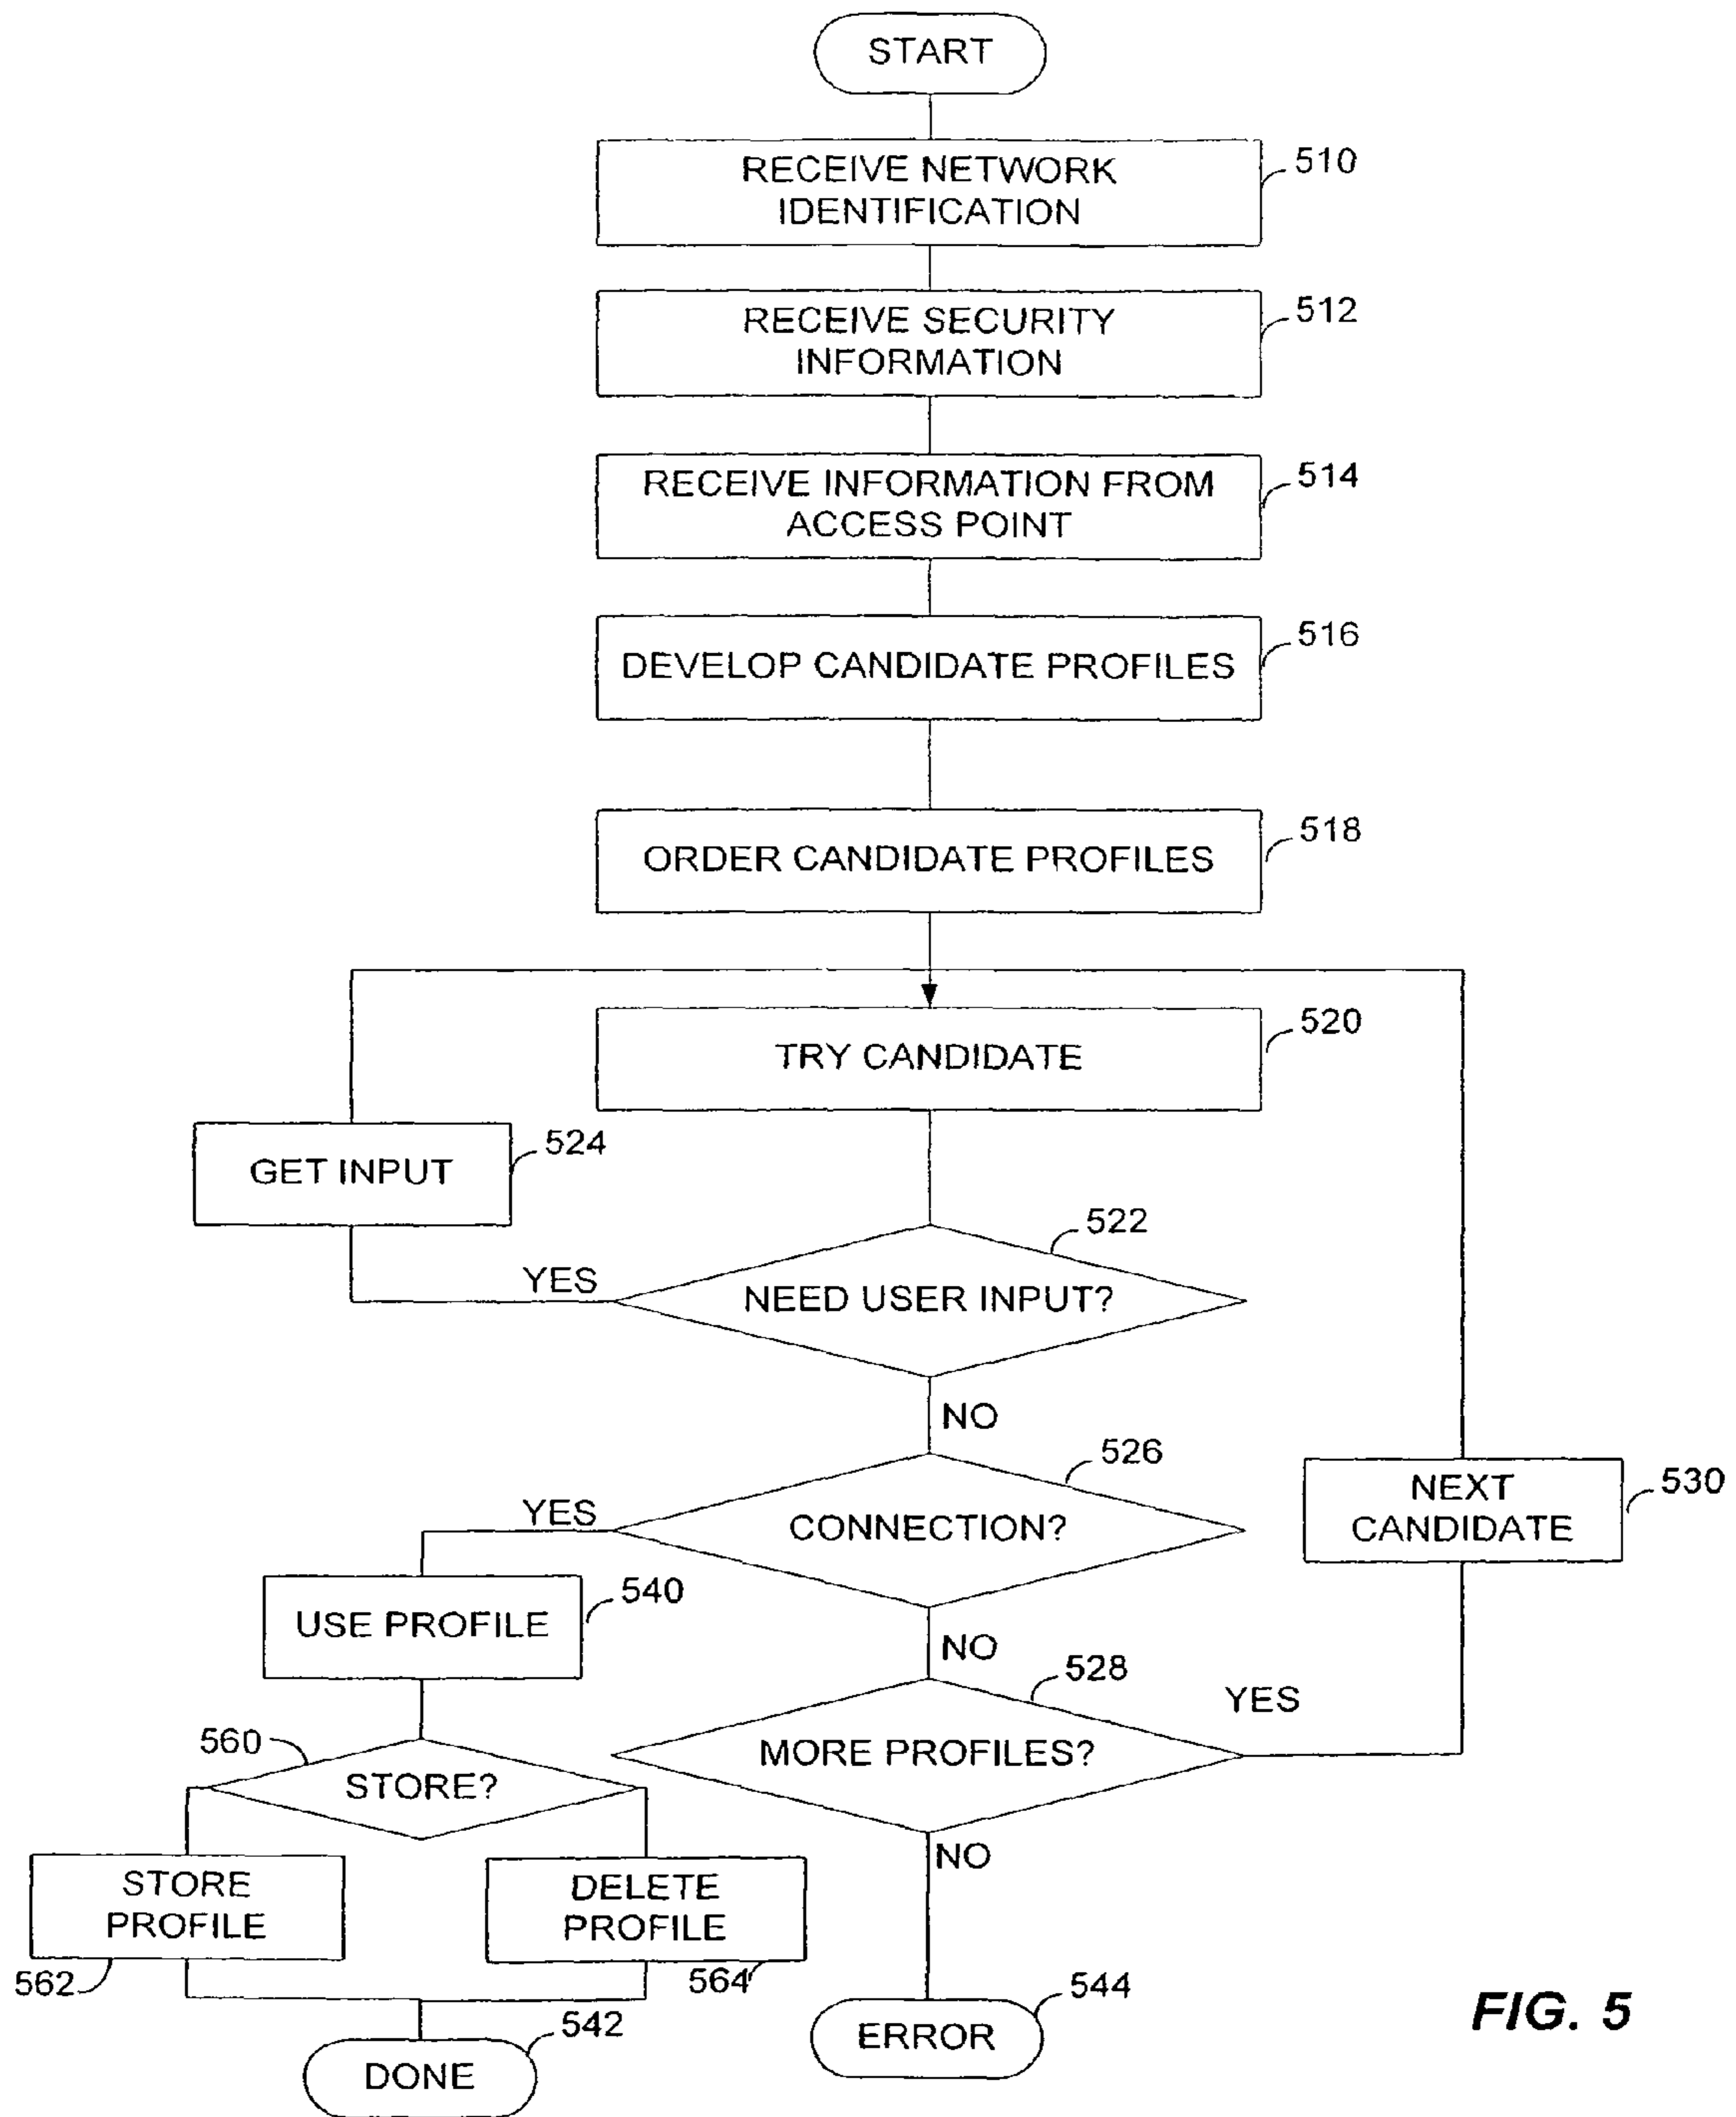 START
RECEIVE NETWORK
IDENTIFICATION
510
RECEIVE SECURITY
INFORMATION
512
RECEIVE INFORMATION FROM
ACCESS POINT
514
DEVELOP CANDIDATE PROFILES
516
ORDER CANDIDATE PROFILES
518
TRY CANDIDATE
520
GET INPUT
524
YES
NEED USER INPUT?
522
NO
YES
CONNECTION?
526
NEXT
CANDIDATE
530
USE PROFILE
540
NO
MORE PROFILES?
528
YES
560
STORE?
NO
STORE
PROFILE
562
DELETE
PROFILE
564
DONE
542
ERROR
544
FIG. 5